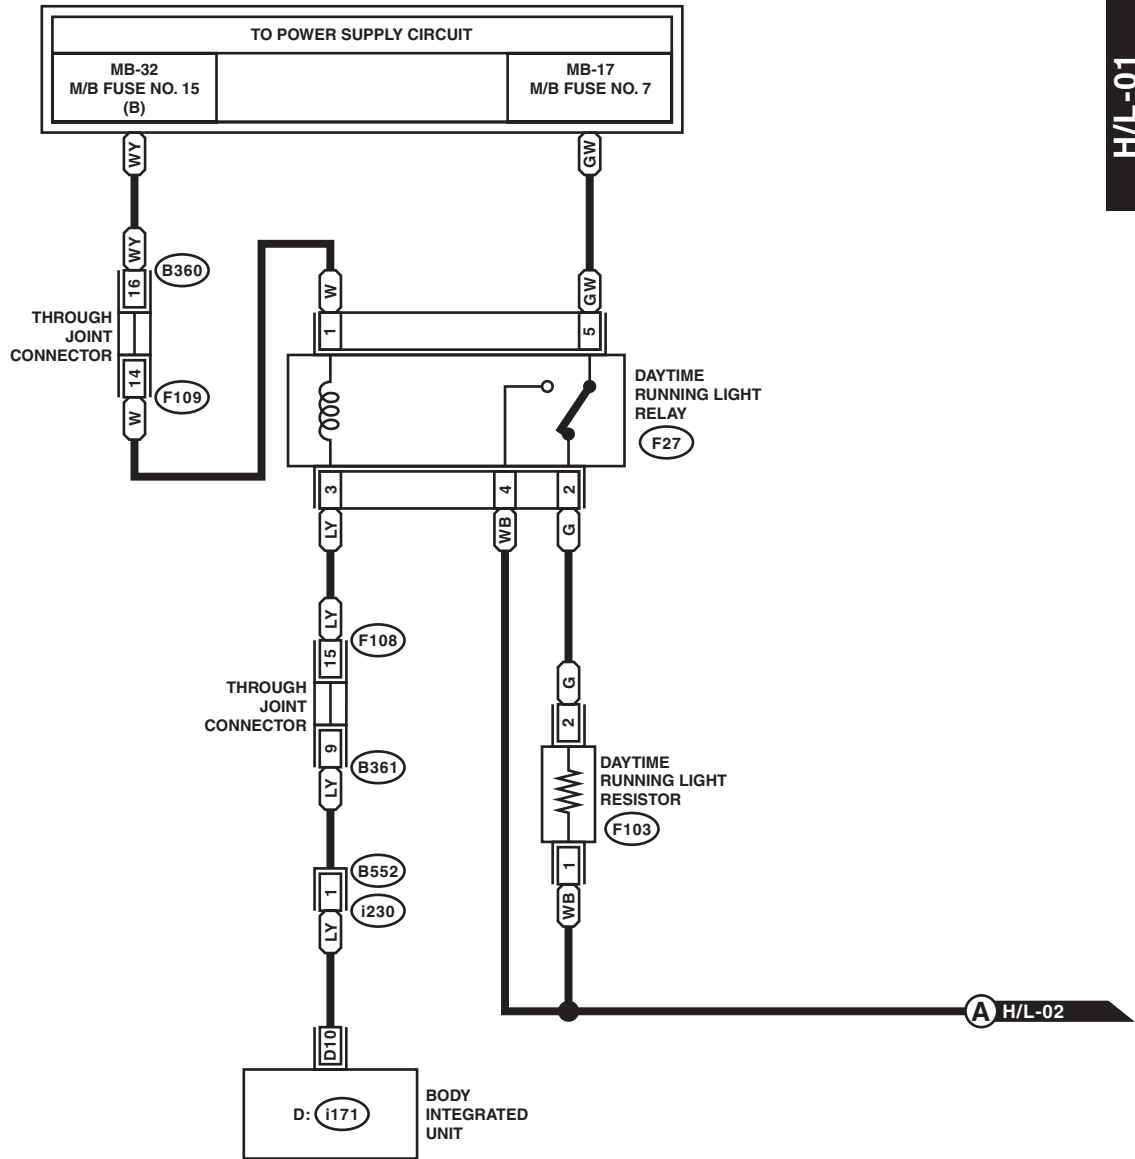 H/L-01
TO POWER SUPPLY CIRCUIT
MB-32
M/B FUSE NO. 15
(B)
MB-17
M/B FUSE NO. 7
WY
GW
WY
B360
16
THROUGH
JOINT
CONNECTOR
14
F109
W
W
GW
1
5
DAYTIME
RUNNING LIGHT
RELAY
F27
3
4
2
LY
WB
G
LY
F108
15
THROUGH
JOINT
CONNECTOR
9
B361
LY
G
2
DAYTIME
RUNNING LIGHT
RESISTOR
F103
1
WB
B552
1
i230
LY
A H/L-02
D10
D: i171
BODY
INTEGRATED
UNIT